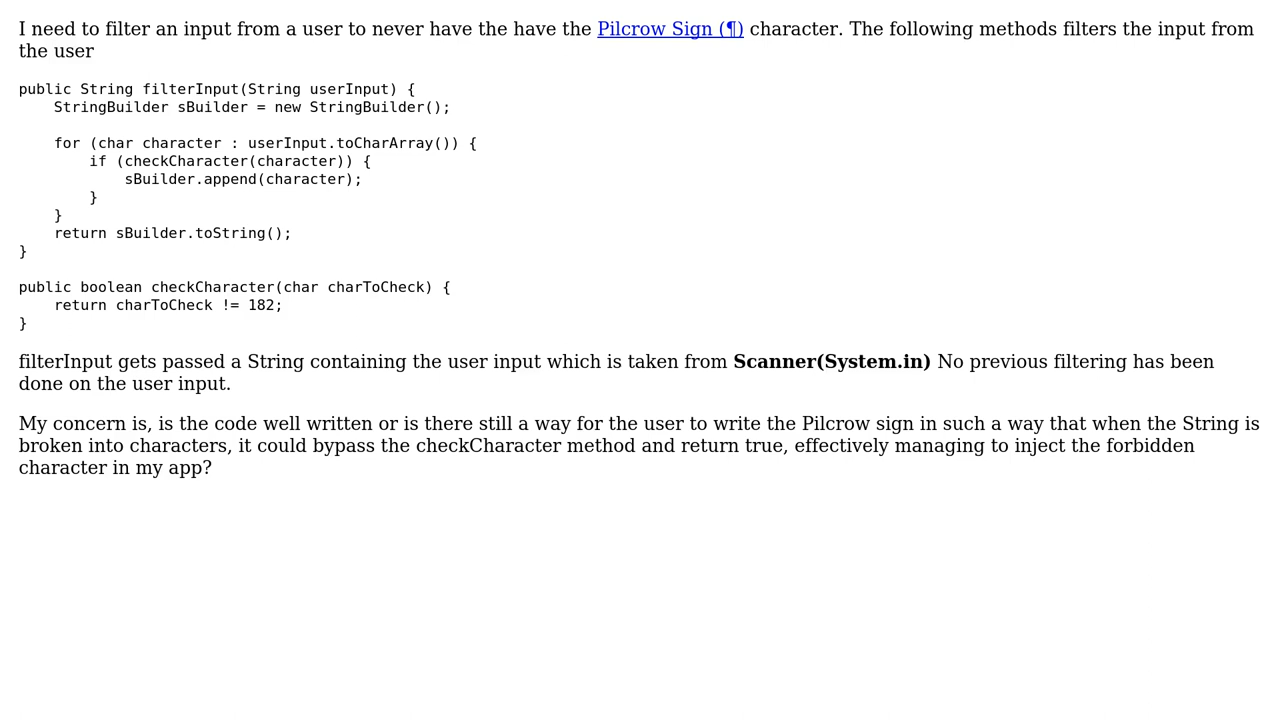 I need to filter an input from a user to never have the have the Pilcrow Sign (¶) character. The following methods filters the input from
the user
public String filterInput(String userInput) {
    StringBuilder sBuilder = new StringBuilder();
    for (char character : userInput.toCharArray()) {
        if (checkCharacter(character)) {
            sBuilder.append(character);
        }
    }
    return sBuilder.toString();
}
public boolean checkCharacter(char charToCheck) {
    return charToCheck != 182;
}
filterInput gets passed a String containing the user input which is taken from Scanner(System.in) No previous filtering has been
done on the user input.
My concern is, is the code well written or is there still a way for the user to write the Pilcrow sign in such a way that when the String is
broken into characters, it could bypass the checkCharacter method and return true, effectively managing to inject the forbidden
character in my app?